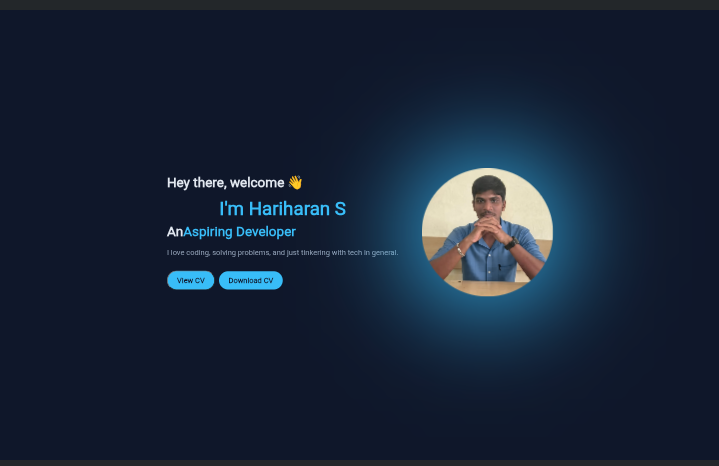 Hey there, welcome 👋
I'm Hariharan S
AnAspiring Developer
I love coding, solving problems, and just tinkering with tech in general.
View CV Download CV